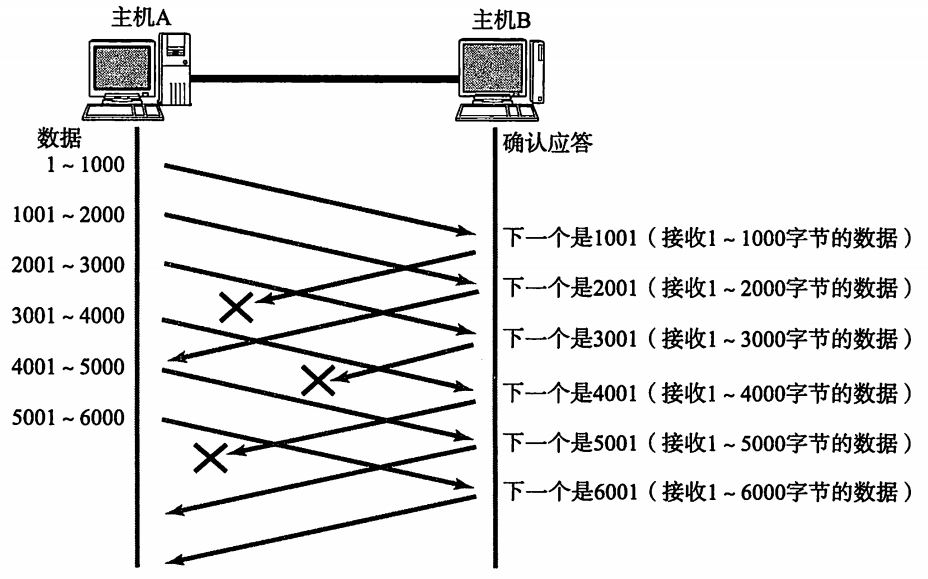 主机A
主机B
数据
确认应答
1～1000
1001～2000
2001～3000
3001～4000
4001～5000
5001～6000
下一个是1001（接收1～1000字节的数据）
下一个是2001（接收1～2000字节的数据）
下一个是3001（接收1～3000字节的数据）
下一个是4001（接收1～4000字节的数据）
下一个是5001（接收1～5000字节的数据）
下一个是6001（接收1～6000字节的数据）